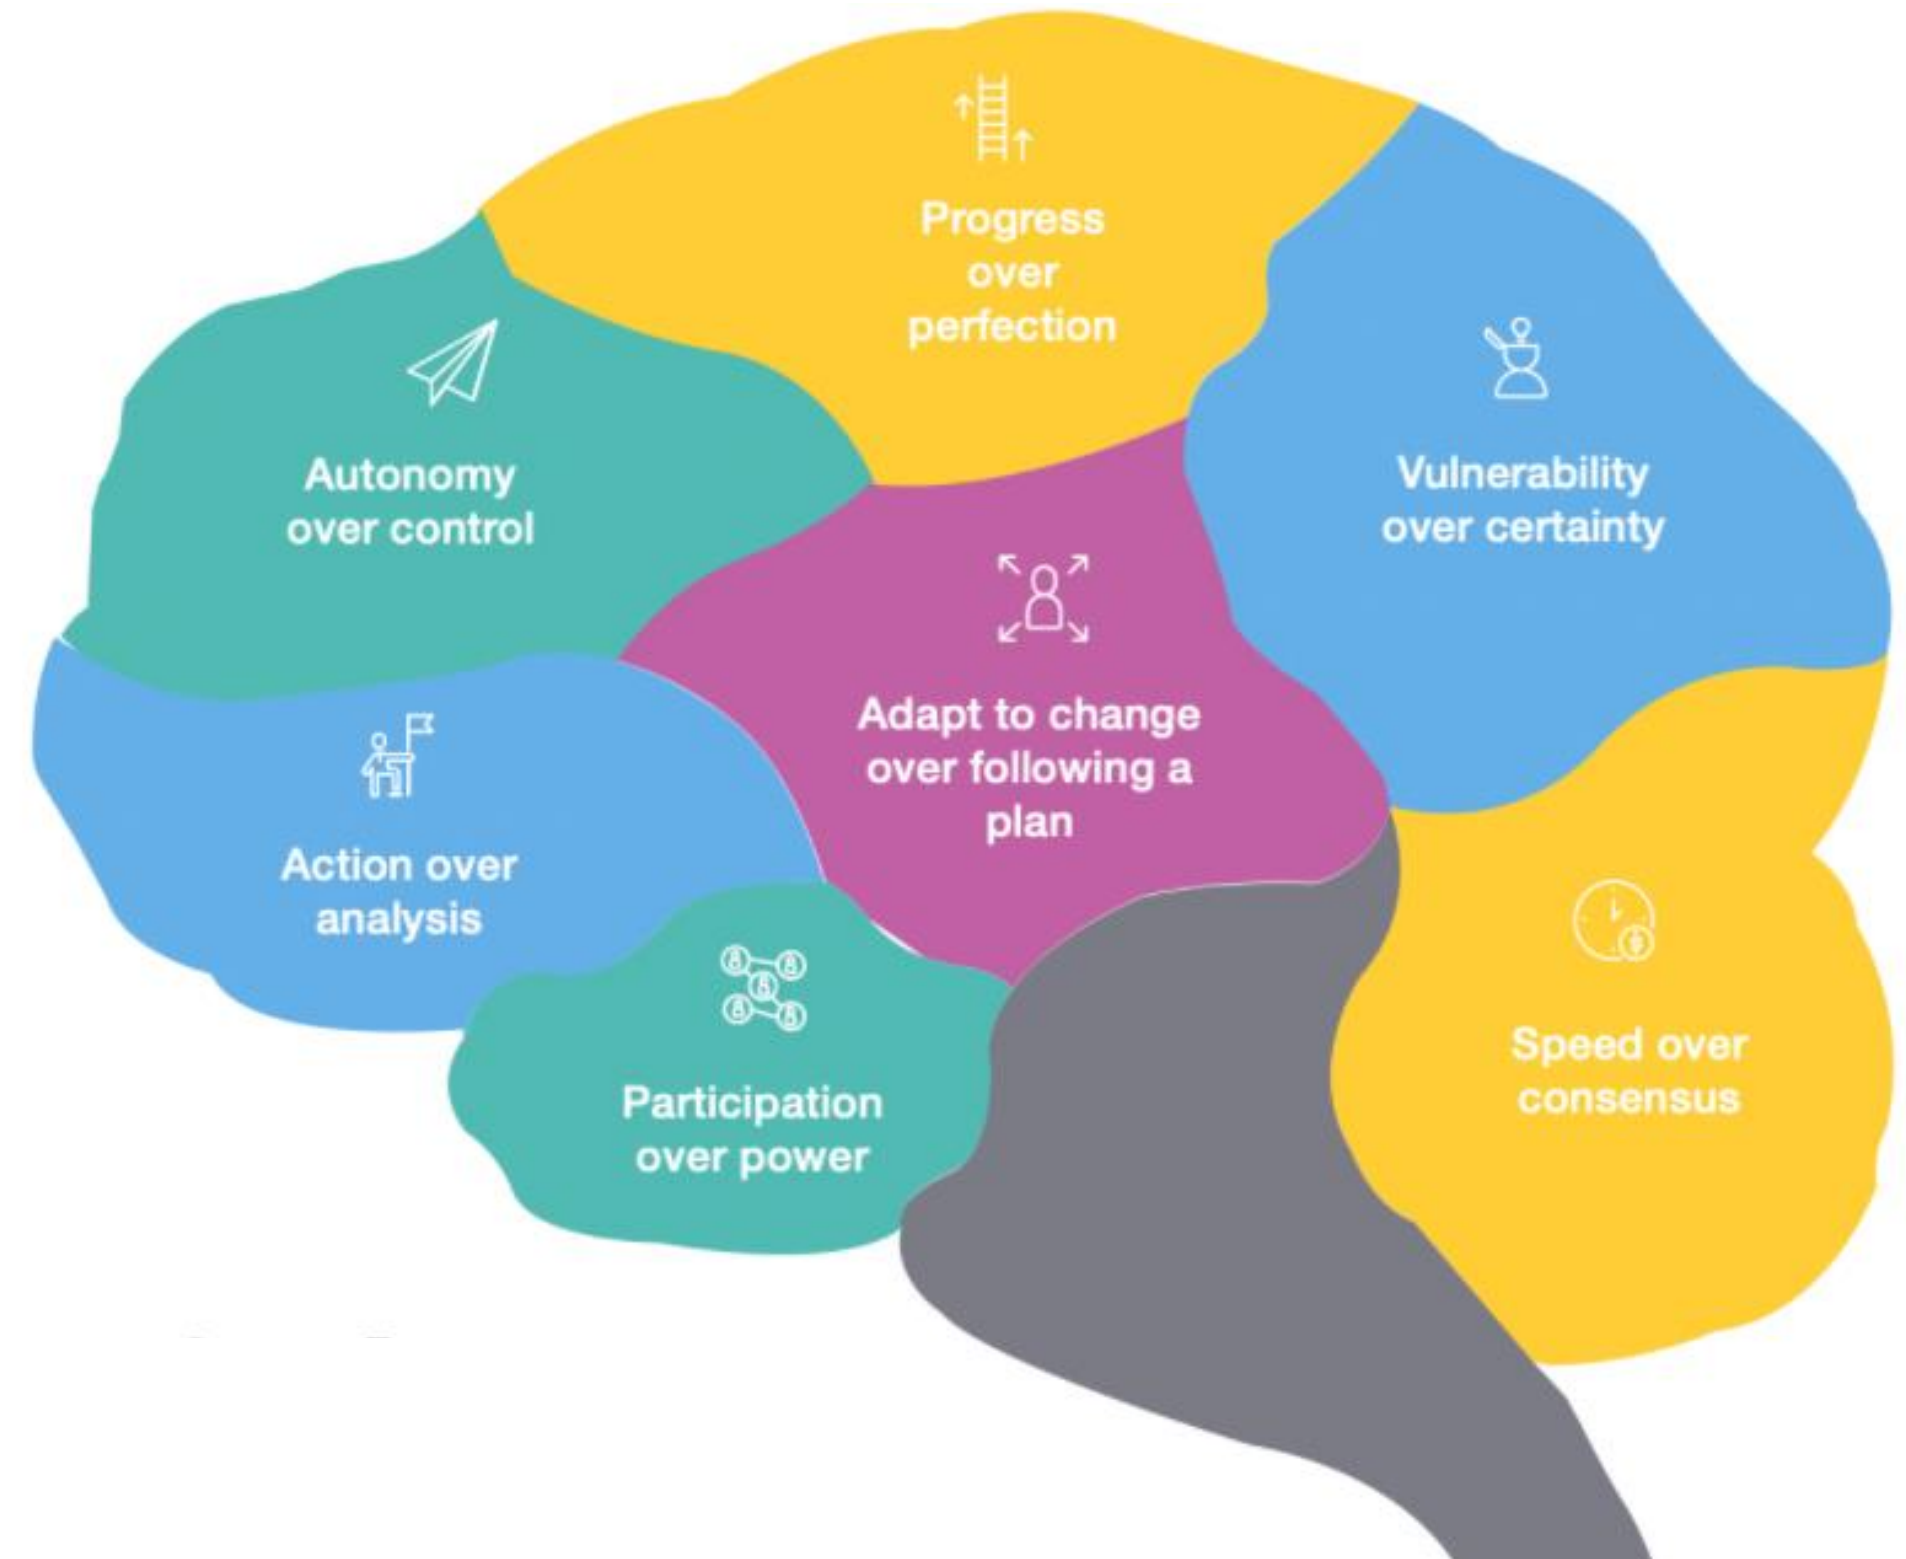 Progress
over
perfection
Autonomy
over control
Vulnerability
over certainty
Adapt to change
over following a
plan
Action over
analysis
Participation
over power
Speed over
consensus